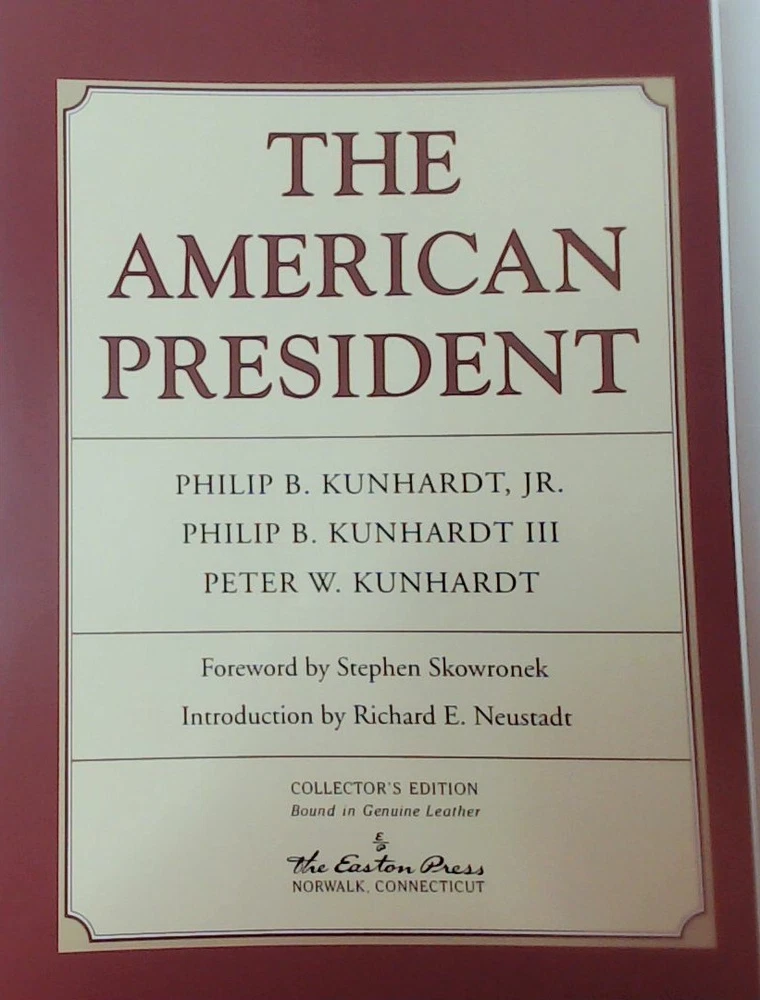 THE
AMERICAN
PRESIDENT
PHILIP B. KUNHARDT, JR.
PHILIP B. KUNHARDT III
PETER W. KUNHARDT
Foreword by Stephen Skowronek
Introduction by Richard E. Neustadt
COLLECTOR'S EDITION
Bound in Genuine Leather
E
P
The Easton Press
NORWALK, CONNECTICUT